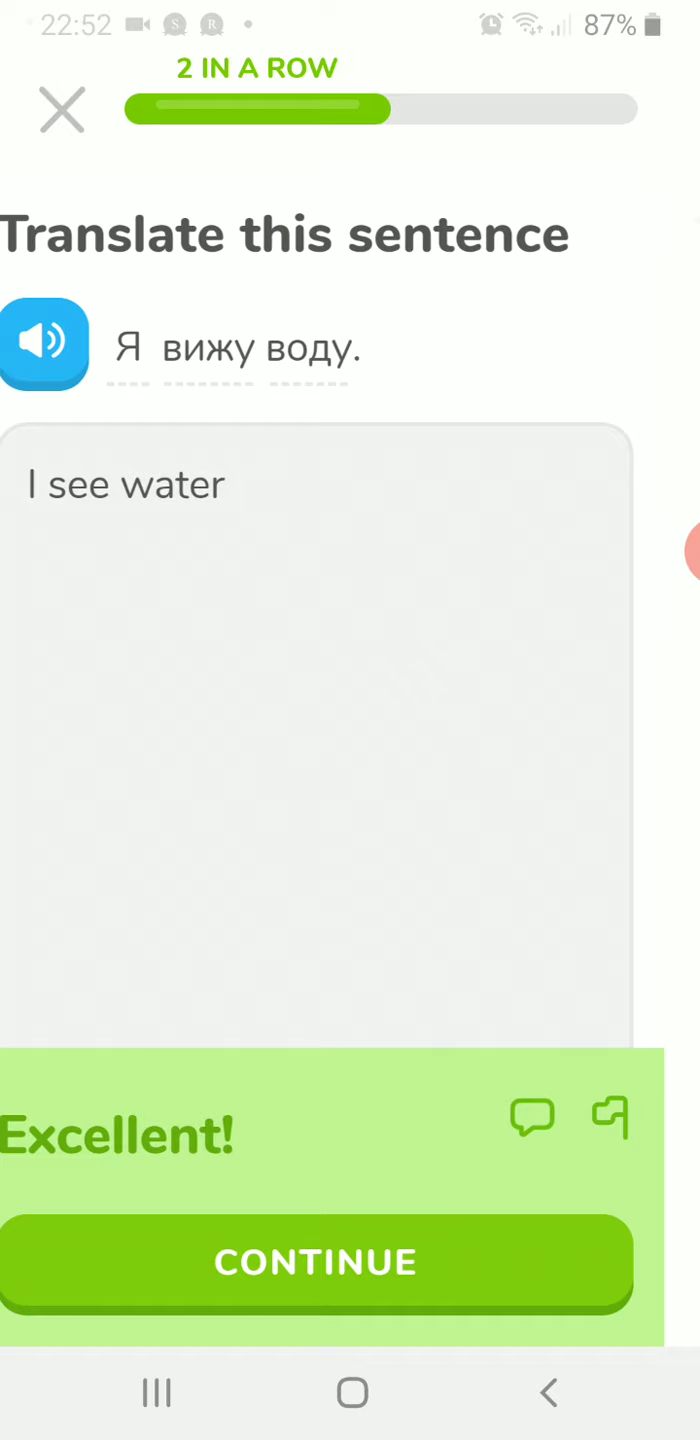 22:52 S R 87%
2 IN A ROW
Translate this sentence
Я вижу воду.
I see water
Excellent!
CONTINUE